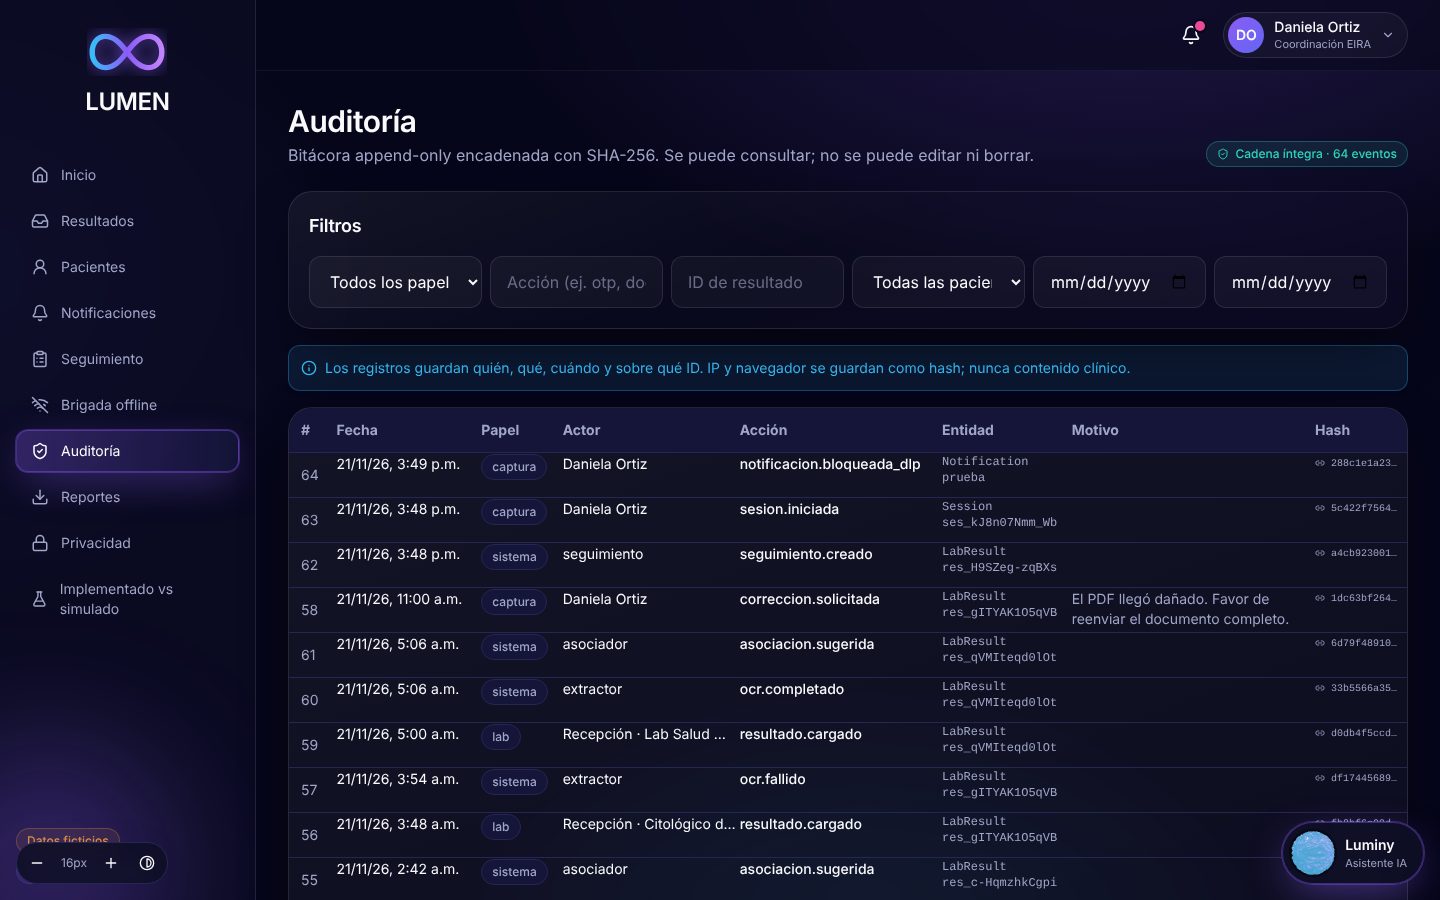 LUMEN
Inicio
Resultados
Pacientes
Notificaciones
Seguimiento
Brigada offline
Auditoría
Reportes
Privacidad
Implementado vs
simulado
Datos ficticios
16px
DO
Daniela Ortiz
Coordinación EIRA
Auditoría
Bitácora append-only encadenada con SHA-256. Se puede consultar; no se puede editar ni borrar.
Cadena íntegra · 64 eventos
Filtros
Todos los papel
Acción (ej. otp, do
ID de resultado
Todas las pacie
mm/dd/yyyy
mm/dd/yyyy
Los registros guardan quién, qué, cuándo y sobre qué ID. IP y navegador se guardan como hash; nunca contenido clínico.
# Fecha Papel Actor Acción Entidad Motivo Hash
64 21/11/26, 3:49 p.m. captura Daniela Ortiz notificacion.bloqueada_dlp Notification prueba 288c1e1a23…
63 21/11/26, 3:48 p.m. captura Daniela Ortiz sesion.iniciada Session ses_kJ8n07Nmm_Wb 5c422f7564…
62 21/11/26, 3:48 p.m. sistema seguimiento seguimiento.creado LabResult res_H9SZeg-zqBXs a4cb923001…
58 21/11/26, 11:00 a.m. captura Daniela Ortiz correccion.solicitada LabResult res_gITYAK1O5qVB El PDF llegó dañado. Favor de reenviar el documento completo. 1dc63bf264…
61 21/11/26, 5:06 a.m. sistema asociador asociacion.sugerida LabResult res_qVMIteqd0lOt 6d79f48910…
60 21/11/26, 5:06 a.m. sistema extractor ocr.completado LabResult res_qVMIteqd0lOt 33b5566a35…
59 21/11/26, 5:00 a.m. lab Recepción · Lab Salud … resultado.cargado LabResult res_qVMIteqd0lOt d0db4f5ccd…
57 21/11/26, 3:54 a.m. sistema extractor ocr.fallido LabResult res_gITYAK1O5qVB df17445689…
56 21/11/26, 3:48 a.m. lab Recepción · Citológico d… resultado.cargado LabResult res_gITYAK1O5qVB
55 21/11/26, 2:42 a.m. sistema asociador asociacion.sugerida LabResult res_c-HqmzhkCgpi
Luminy
Asistente IA